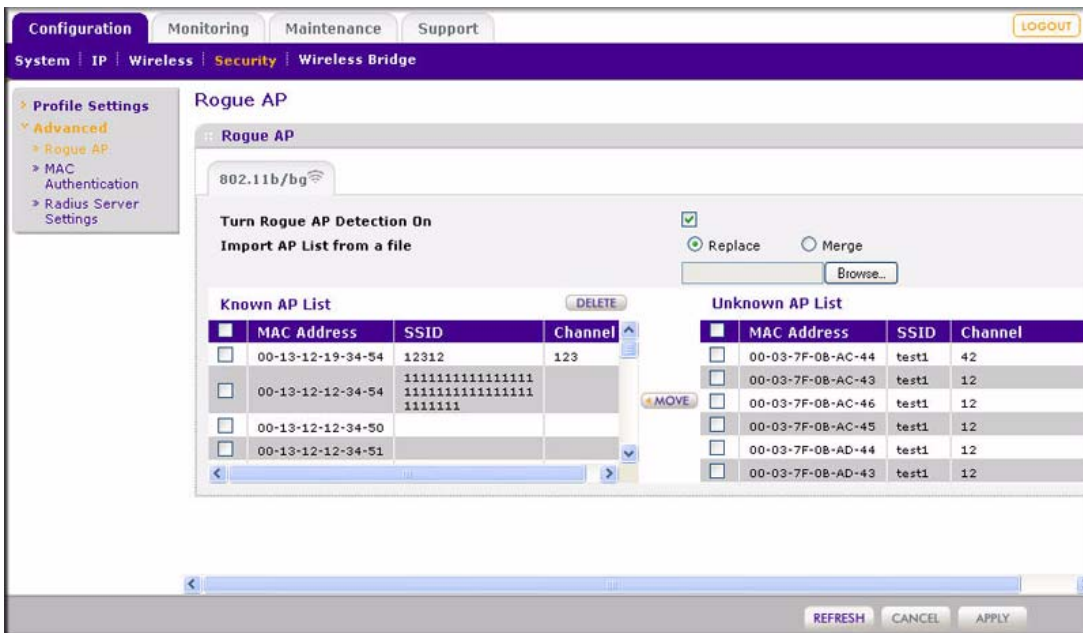 Configuration Monitoring Maintenance Support LOGOUT
System IP Wireless Security Wireless Bridge
Profile Settings
Advanced
Rogue AP
MAC
Authentication
Radius Server
Settings
Rogue AP
Rogue AP
802.11b/bg
Turn Rogue AP Detection On
Import AP List from a file Replace Merge
Browse...
Known AP List DELETE
MAC Address SSID Channel
00-13-12-19-34-54 12312 123
00-13-12-12-34-54 1111111111111111
1111111111111111
1111111
00-13-12-12-34-50
00-13-12-12-34-51
MOVE
Unknown AP List
MAC Address SSID Channel
00-03-7F-0B-AC-44 test1 42
00-03-7F-0B-AC-43 test1 12
00-03-7F-0B-AC-46 test1 12
00-03-7F-0B-AC-45 test1 12
00-03-7F-0B-AD-44 test1 12
00-03-7F-0B-AD-43 test1 12
REFRESH CANCEL APPLY